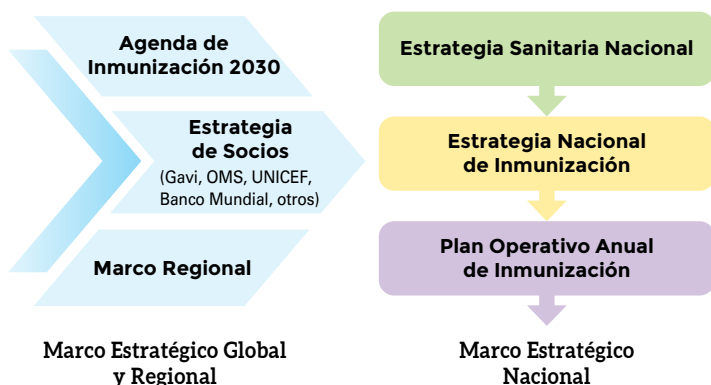 Agenda de
Inmunización 2030
Estrategia
de Socios
(Gavi, OMS, UNICEF,
Banco Mundial, otros)
Marco Regional
Marco Estratégico Global
y Regional
Estrategia Sanitaria Nacional
Estrategia Nacional
de Inmunización
Plan Operativo Anual
de Inmunización
Marco Estratégico
Nacional